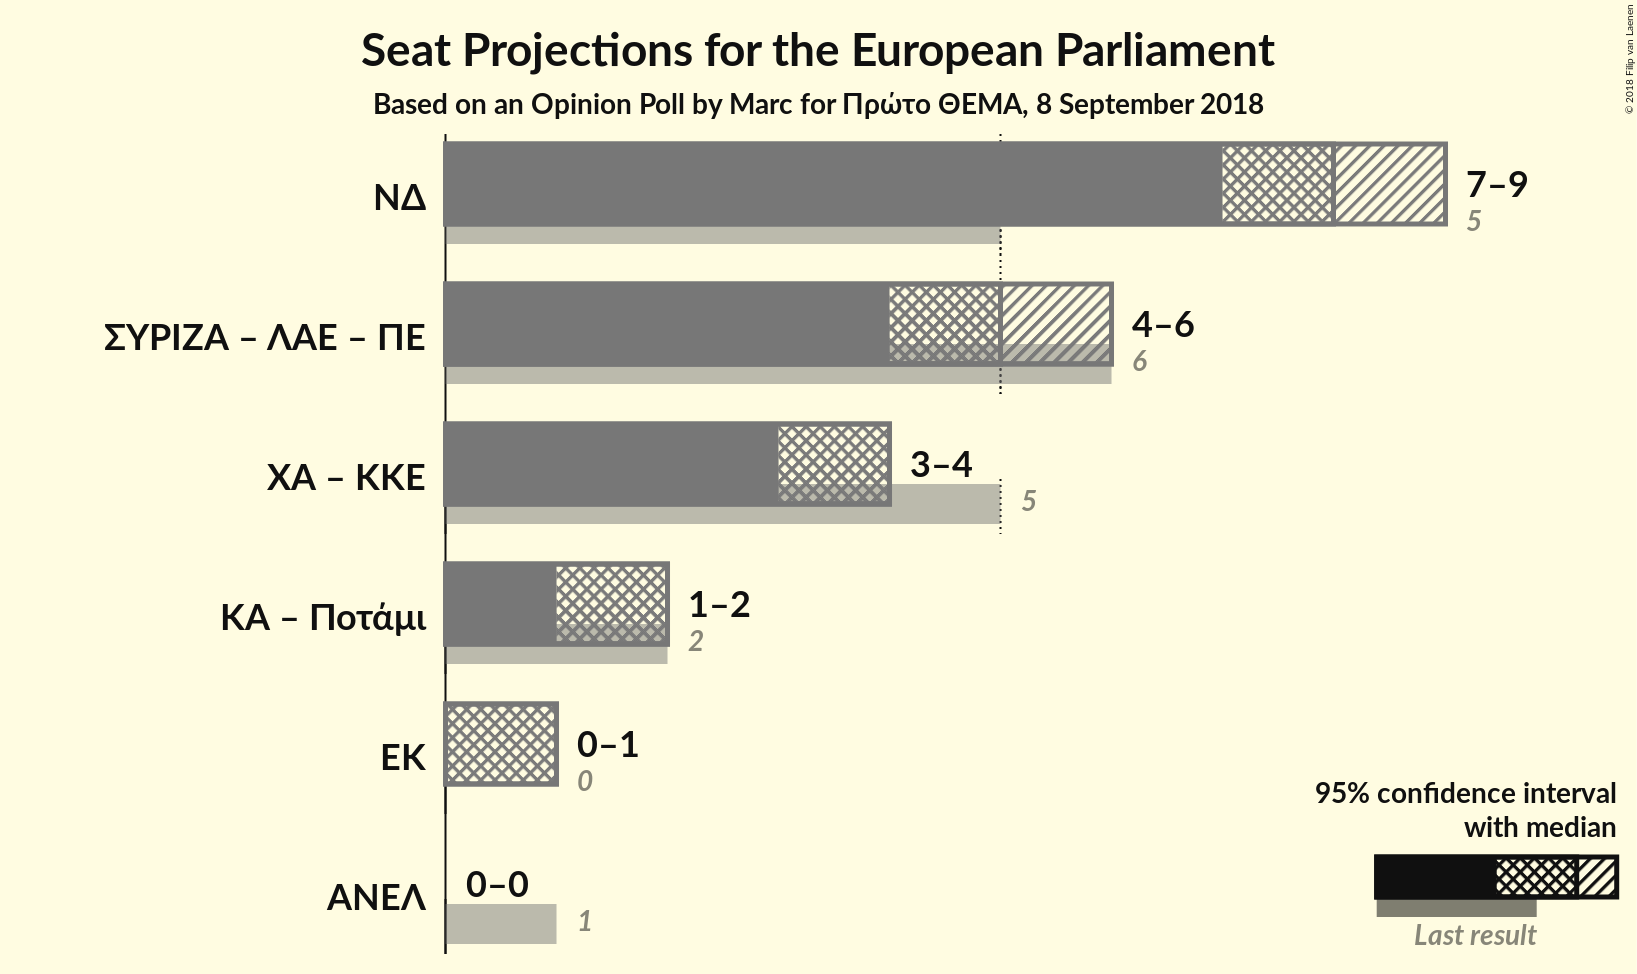 Seat Projections for the European Parliament
Based on an Opinion Poll by Marc for Πρώτο ΘΕΜΑ, 8 September 2018
© 2018 Filip van Laenen
ΝΔ
7–9
5
ΣΥΡΙΖΑ – ΛΑΕ – ΠΕ
4–6
6
ΧΑ – ΚΚΕ
3–4
5
ΚΑ – Ποτάμι
1–2
2
ΕΚ
0–1
0
ΑΝΕΛ
0–0
1
95% confidence interval
with median
Last result